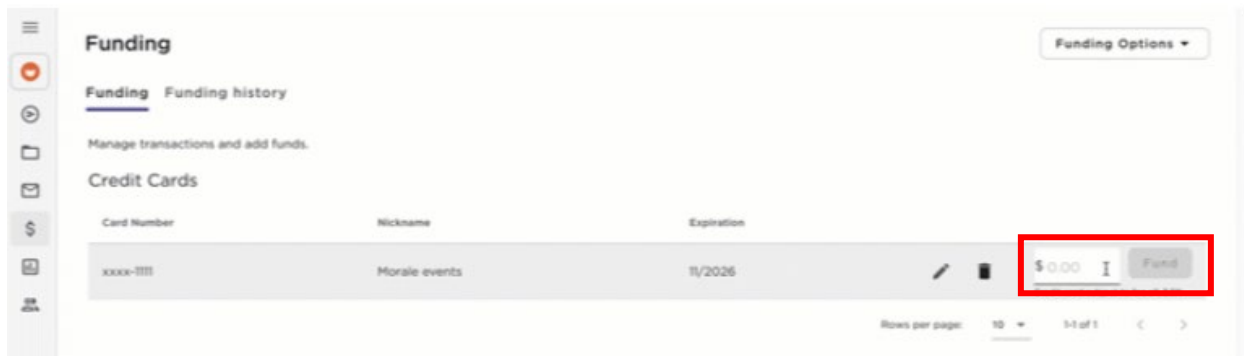 Funding
Funding Options
Funding Funding history
Manage transactions and add funds.
Credit Cards
Card Number Nickname Expiration
xxxx-1111 Morale events 11/2026 $ 0.00 Fund
Rows per page: 10 1-1 of 1